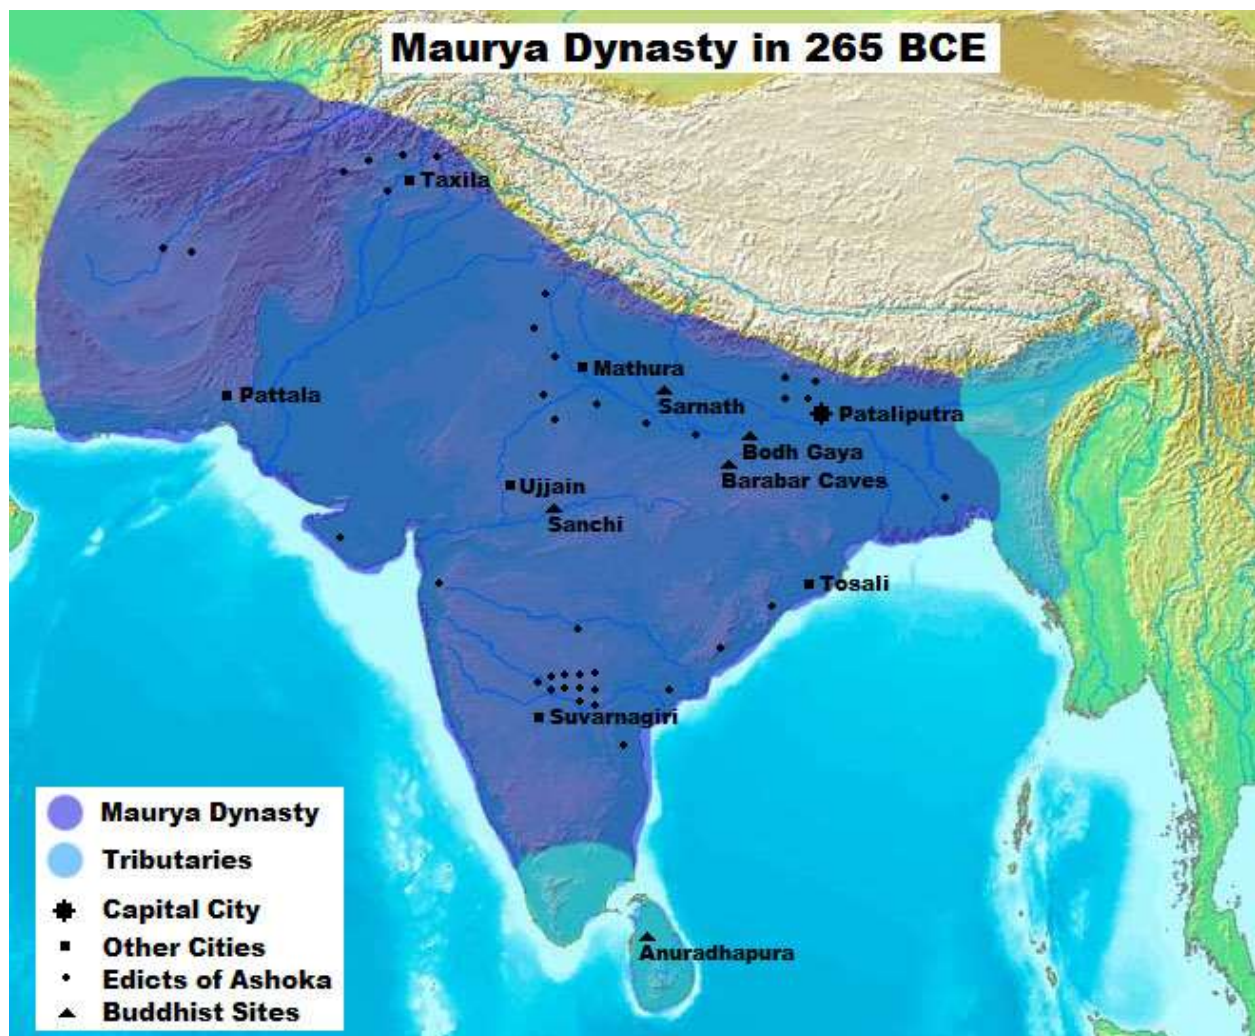 Maurya Dynasty in 265 BCE
Taxila
Mathura
Pattala
Sarnath
Pataliputra
Bodh Gaya
Barabar Caves
Ujjain
Sanchi
Tosali
Suvarnagiri
Maurya Dynasty
Tributaries
Capital City
Other Cities
Edicts of Ashoka
Buddhist Sites
Anuradhapura